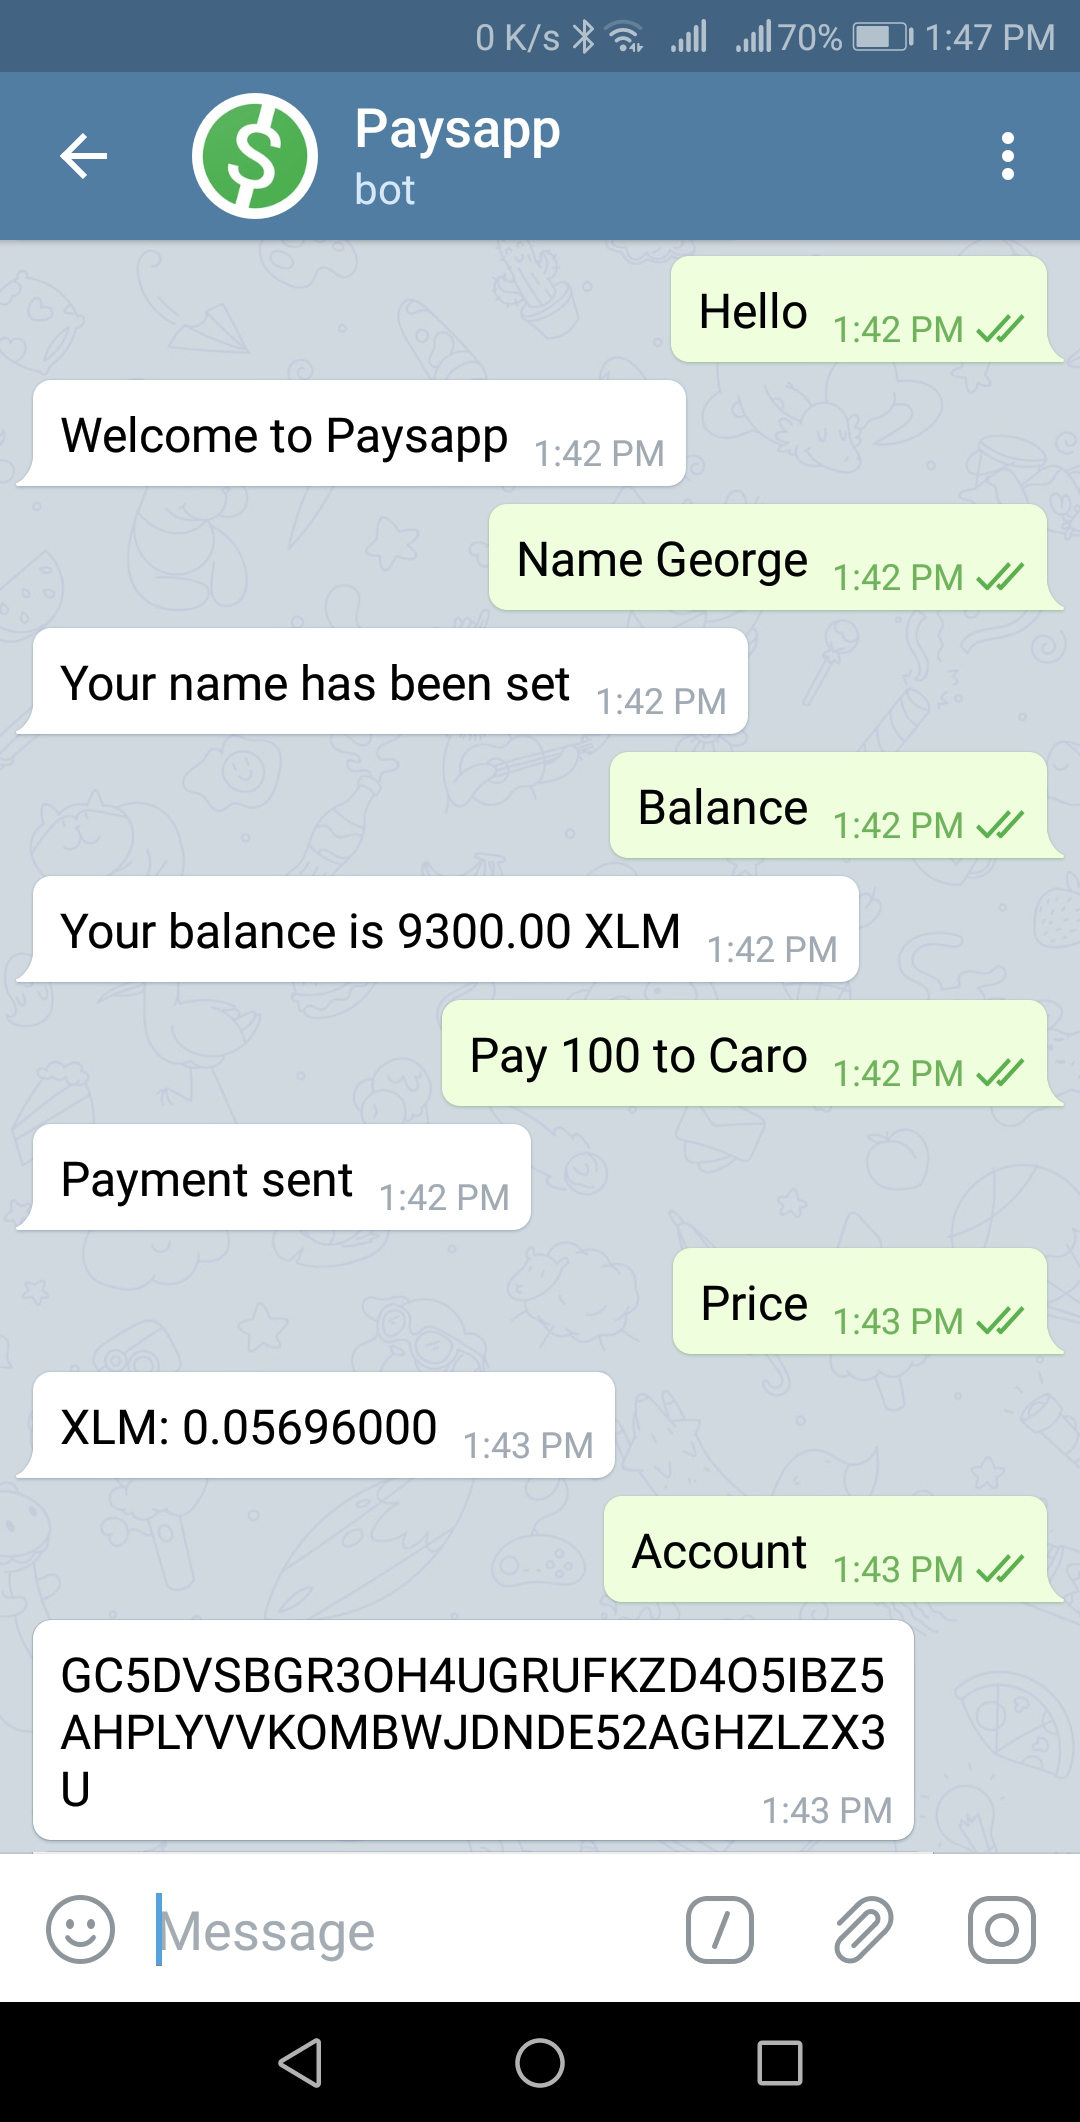 0 K/s 70% 1:47 PM
Paysapp
bot
Hello 1:42 PM
Welcome to Paysapp 1:42 PM
Name George 1:42 PM
Your name has been set 1:42 PM
Balance 1:42 PM
Your balance is 9300.00 XLM 1:42 PM
Pay 100 to Caro 1:42 PM
Payment sent 1:42 PM
Price 1:43 PM
XLM: 0.05696000 1:43 PM
Account 1:43 PM
GC5DVSBGR3OH4UGRUFKZD4O5IBZ5
AHPLYVVKOMBWJDNDE52AGHZLZX3
U
1:43 PM
Message